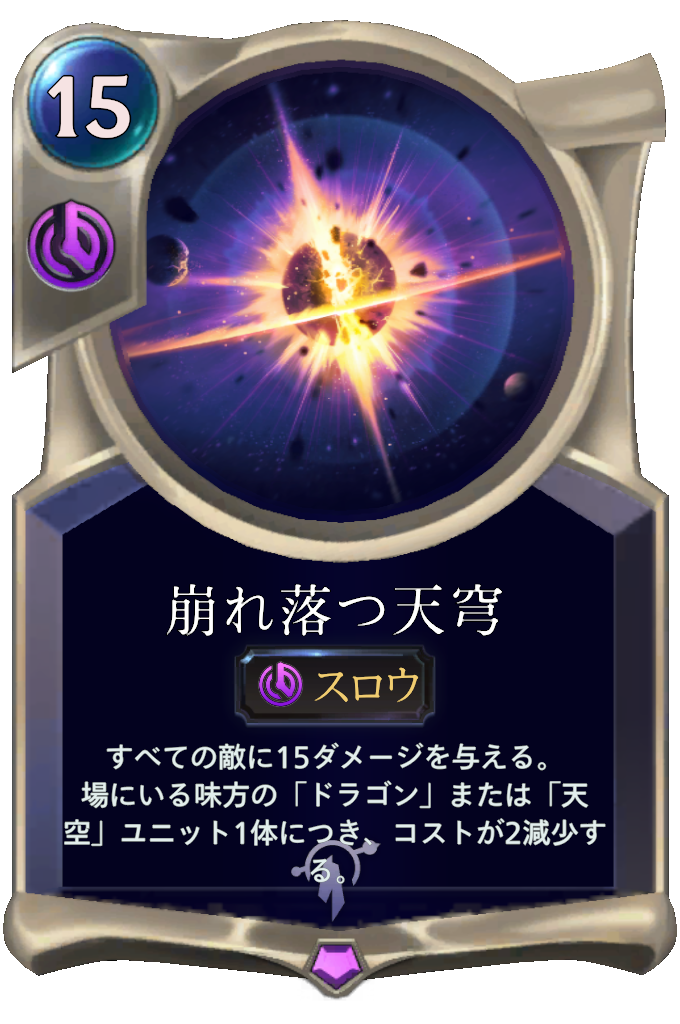 15
崩れ落つ天穹
スロウ
すべての敵に15ダメージを与える。
場にいる味方の「ドラゴン」または「天
空」ユニット1体につき、コストが2減少す
る。